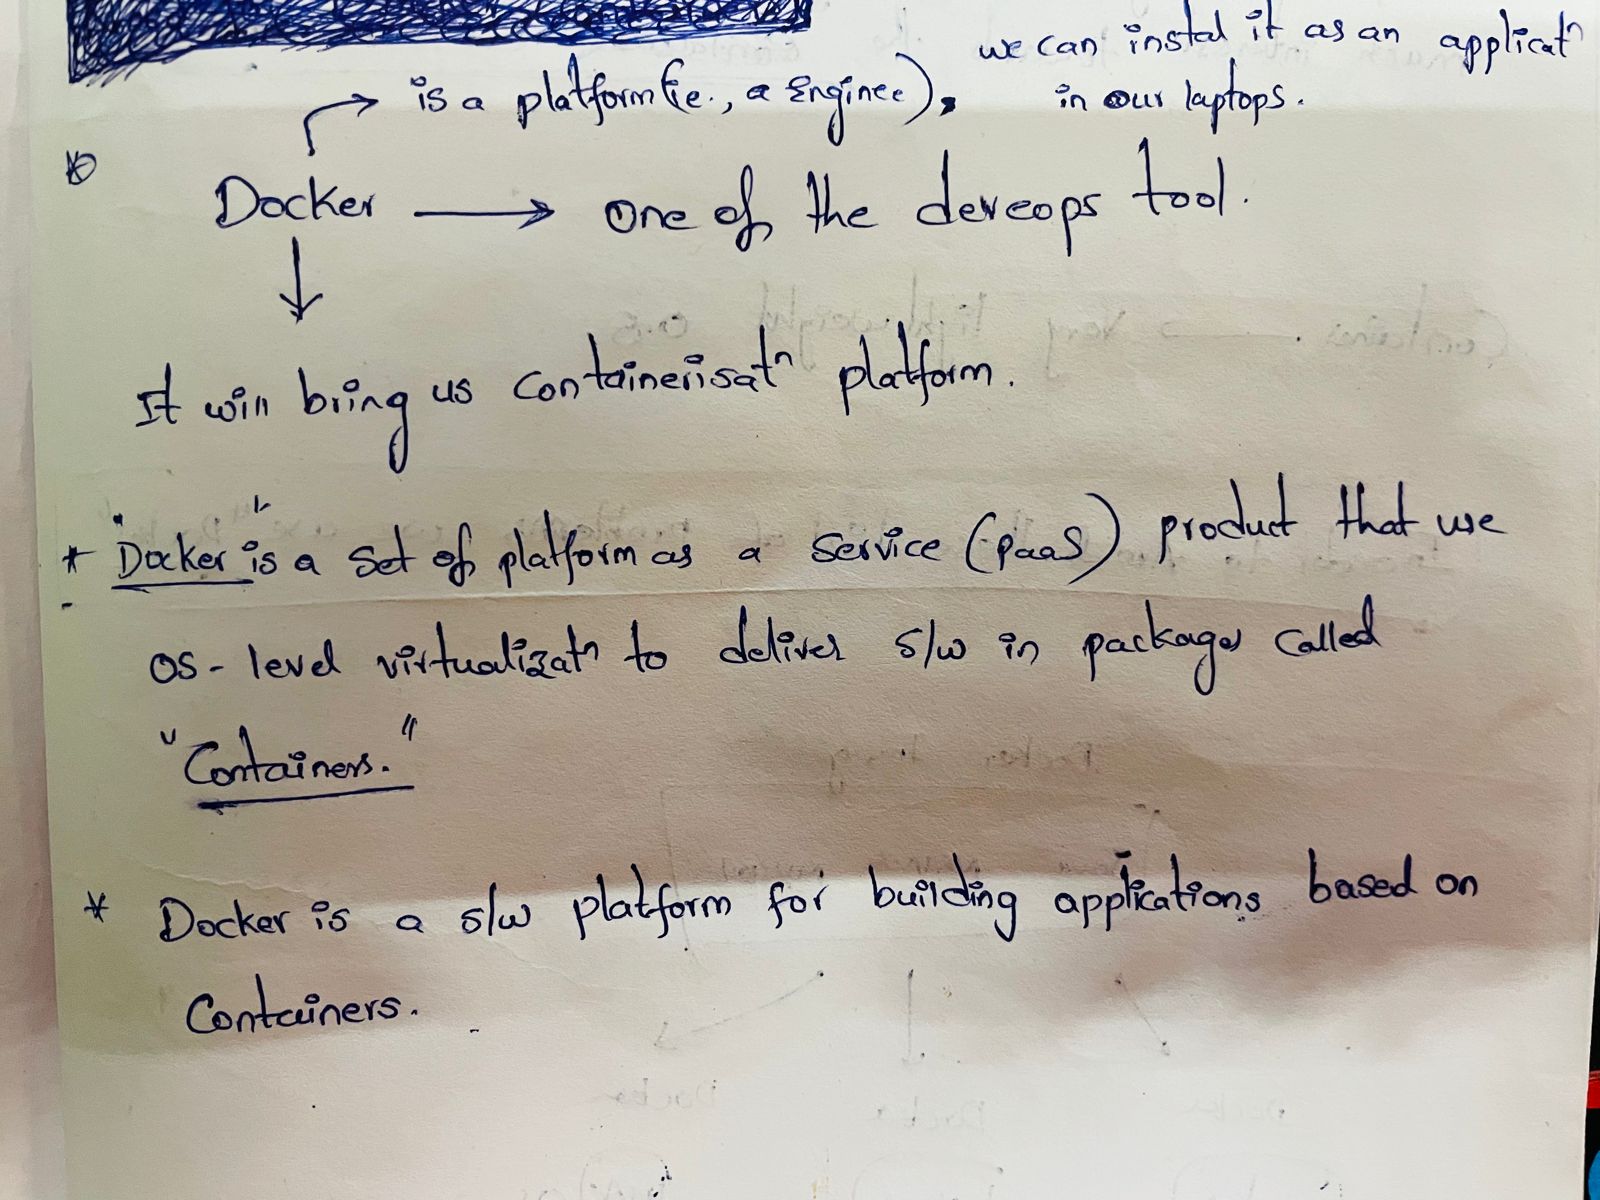 we can instal it as an applicatn
is a platform (ie., a Enginee), in our laptops.
Docker → one of the deveops tool.
↓
It will bring us containerisatn platform.
* "Docker" is a set of platform as a service (paas) product that use
OS-level virtualizatn to deliver s/w in packages called
"Containers."
* Docker is a s/w platform for building applications based on
Containers.